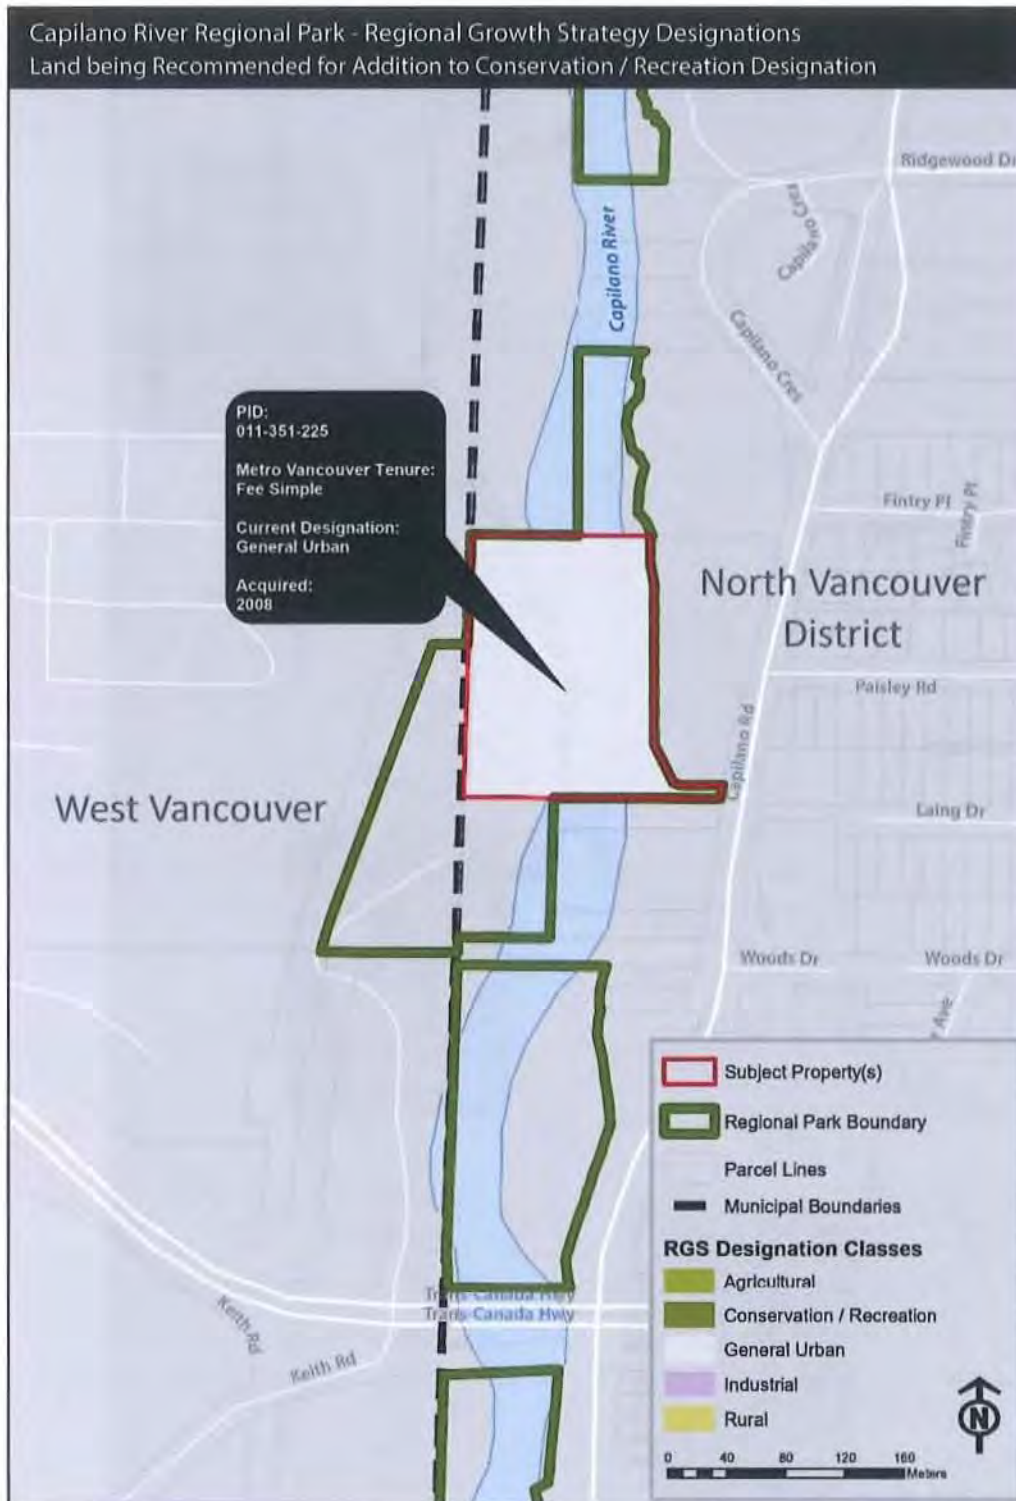 Capilano River Regional Park - Regional Growth Strategy Designations
Land being Recommended for Addition to Conservation / Recreation Designation
Ridgewood Dr
Capilano Cres
Capilano River
Capilano Cres
PID:
011-351-225
Metro Vancouver Tenure:
Fee Simple
Current Designation:
General Urban
Acquired:
2008
Fintry Pl
Fintry Pl
North Vancouver
District
Paisley Rd
Capilano Rd
West Vancouver
Laing Dr
Woods Dr
Woods Dr
Ave
Trans-Canada Hwy
Trans-Canada Hwy
Keith Rd
Keith Rd
Subject Property(s)
Regional Park Boundary
Parcel Lines
Municipal Boundaries
RGS Designation Classes
Agricultural
Conservation / Recreation
General Urban
Industrial
Rural
N
0 40 80 120 160
Meters